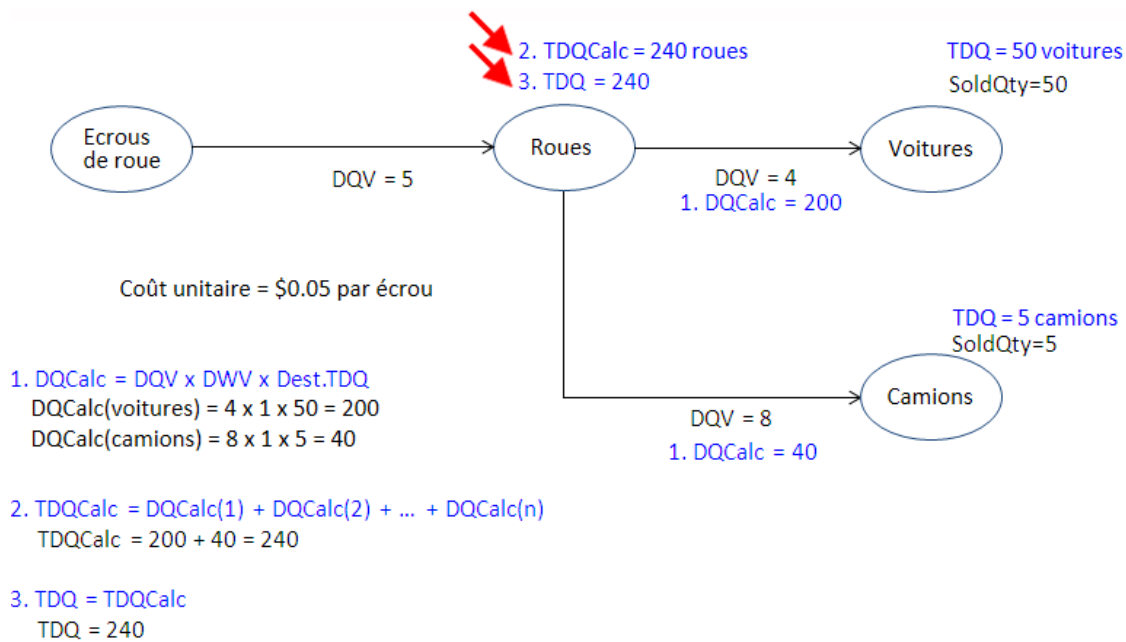 2. TDQCalc = 240 roues
3. TDQ = 240
TDQ = 50 voitures
SoldQty=50
Ecrous
de roue
Roues
Voitures
DQV = 5
DQV = 4
1. DQCalc = 200
Coût unitaire = $0.05 par écrou
TDQ = 5 camions
SoldQty=5
Camions
DQV = 8
1. DQCalc = 40
1. DQCalc = DQV x DWV x Dest.TDQ
DQCalc(voitures) = 4 x 1 x 50 = 200
DQCalc(camions) = 8 x 1 x 5 = 40
2. TDQCalc = DQCalc(1) + DQCalc(2) + ... + DQCalc(n)
TDQCalc = 200 + 40 = 240
3. TDQ = TDQCalc
TDQ = 240